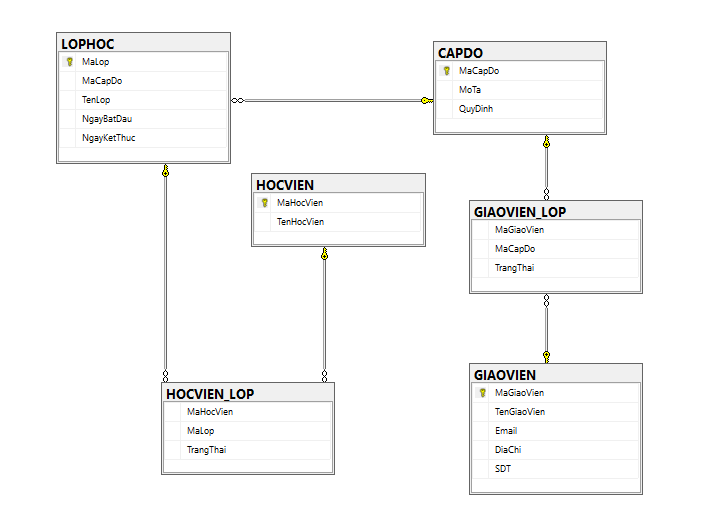 LOPHOC
MaLop
MaCapDo
TenLop
NgayBatDau
NgayKetThuc
CAPDO
MaCapDo
MoTa
QuyDinh
HOCVIEN
MaHocVien
TenHocVien
GIAOVIEN_LOP
MaGiaoVien
MaCapDo
TrangThai
HOCVIEN_LOP
MaHocVien
MaLop
TrangThai
GIAOVIEN
MaGiaoVien
TenGiaoVien
Email
DiaChi
SDT